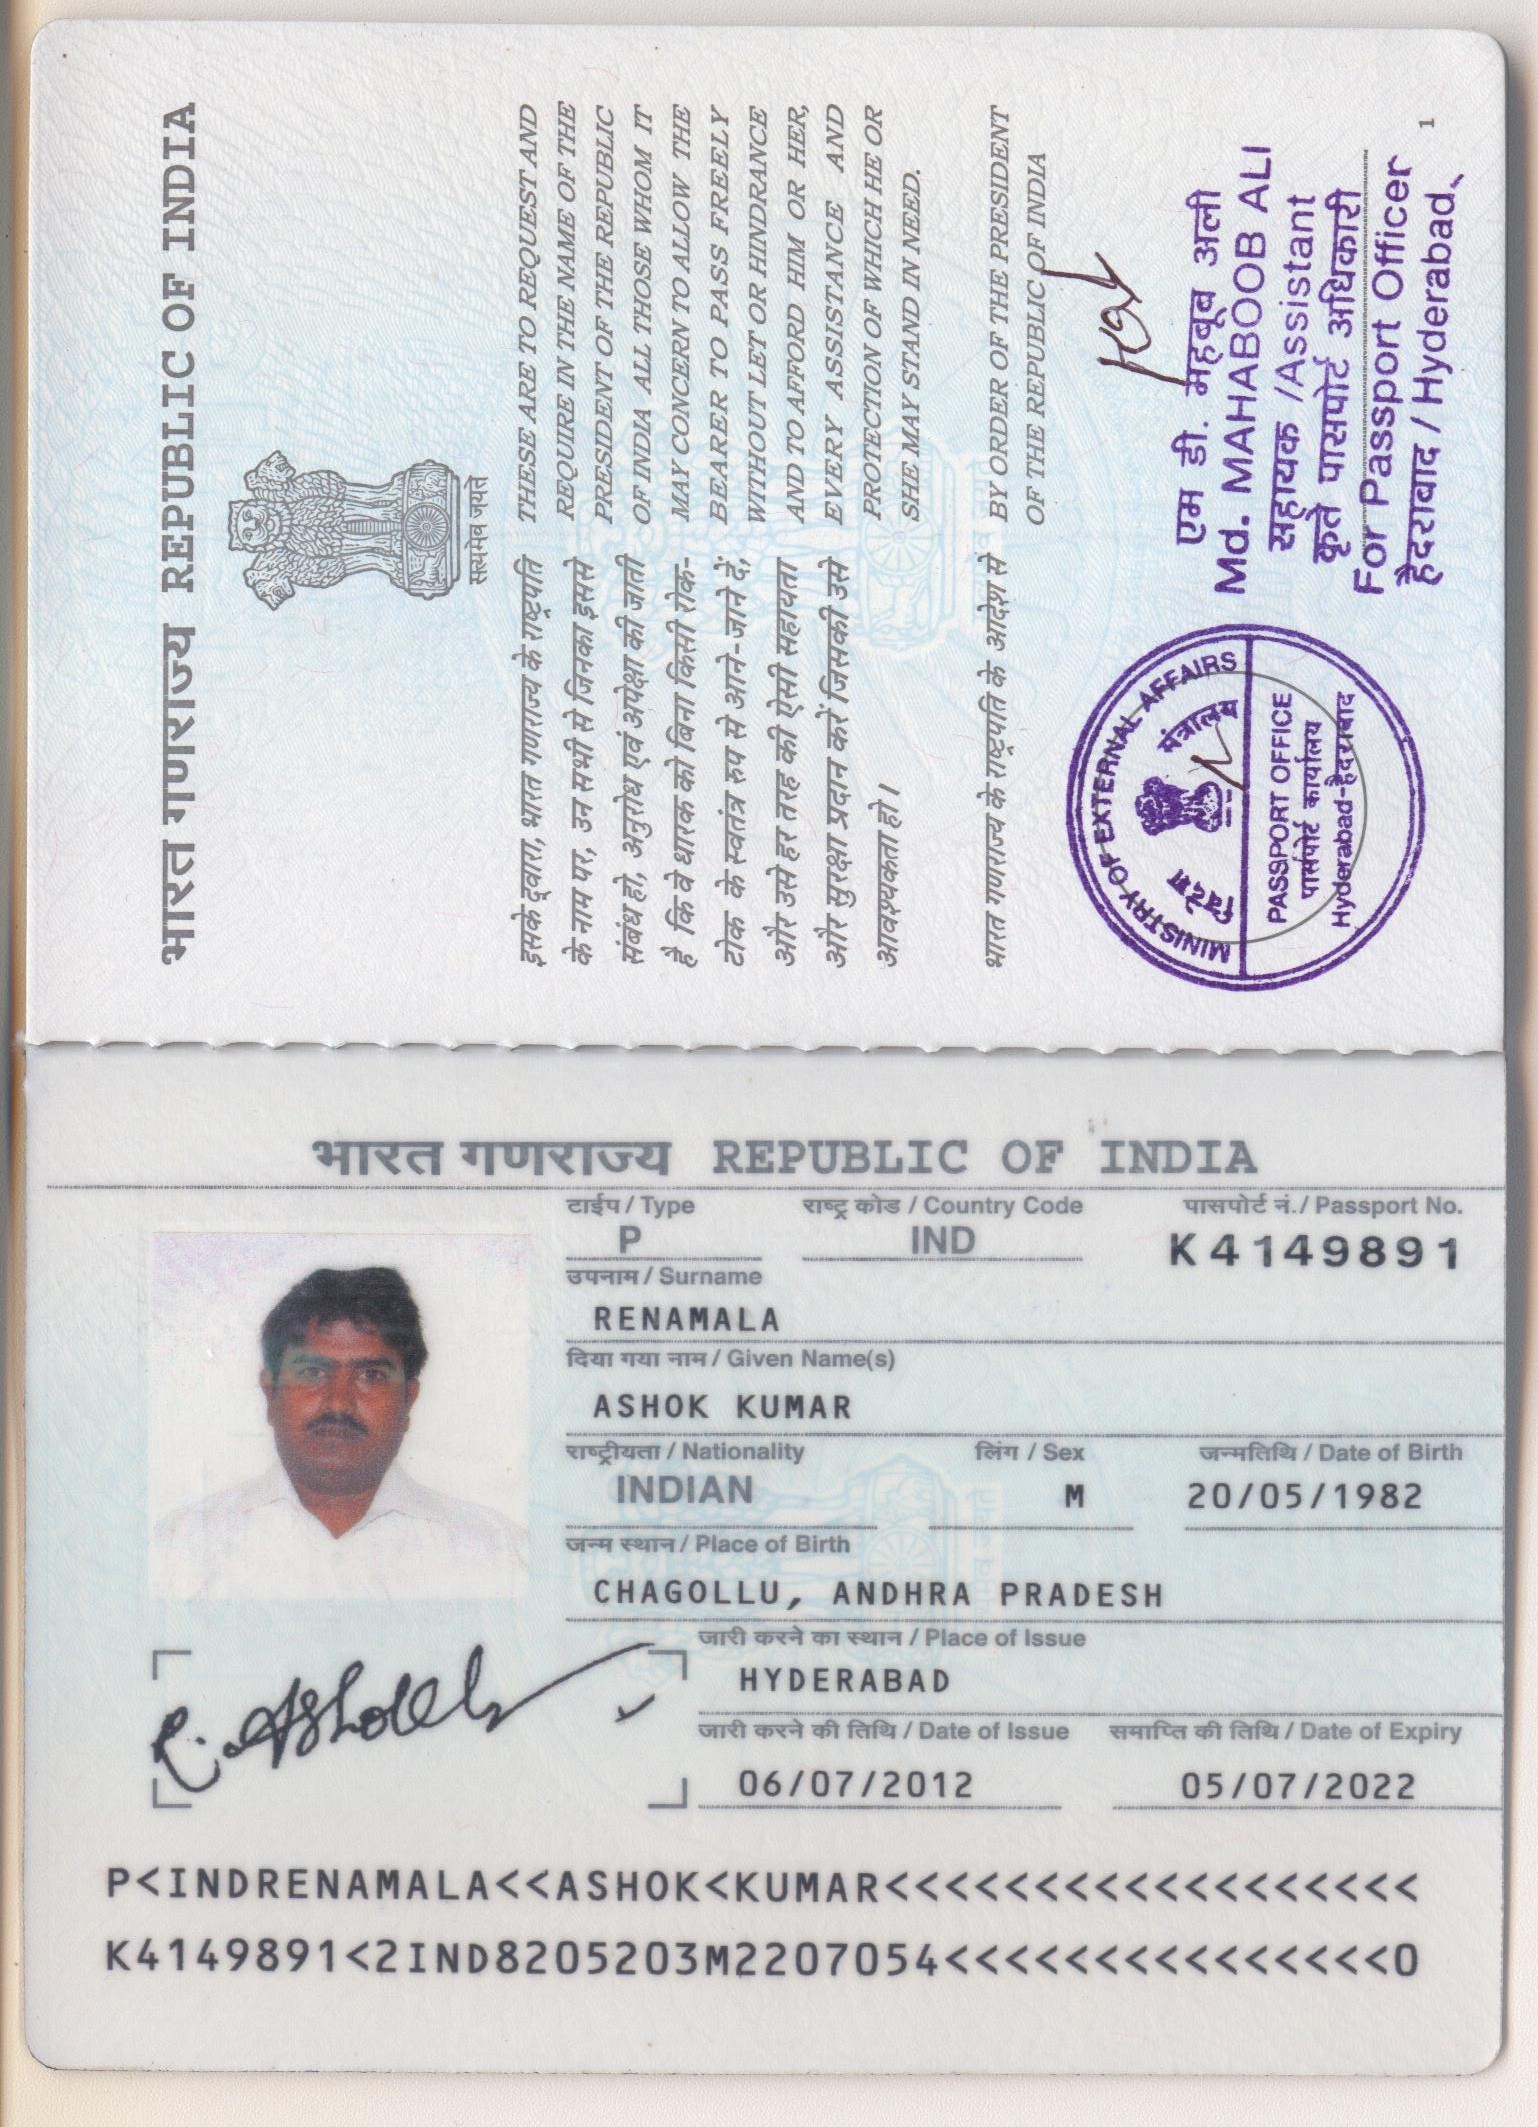 भारत गणराज्य REPUBLIC OF INDIA
सत्यमेव जयते
इसके द्वारा, भारत गणराज्य के राष्ट्रपति
के नाम पर, उन सभी से जिनका इससे
संबंध हो, अनुरोध एवं अपेक्षा की जाती
है कि वे धारक को बिना किसी रोक-
टोक के स्वतंत्र रुप से आने-जाने दें,
और उसे हर तरह की ऐसी सहायता
और सुरक्षा प्रदान करें जिसकी उसे
आवश्यकता हो।
भारत गणराज्य के राष्ट्रपति के आदेश से
THESE ARE TO REQUEST AND
REQUIRE IN THE NAME OF THE
PRESIDENT OF THE REPUBLIC
OF INDIA ALL THOSE WHOM IT
MAY CONCERN TO ALLOW THE
BEARER TO PASS FREELY
WITHOUT LET OR HINDRANCE
AND TO AFFORD HIM OR HER,
EVERY ASSISTANCE AND
PROTECTION OF WHICH HE OR
SHE MAY STAND IN NEED.
BY ORDER OF THE PRESIDENT
OF THE REPUBLIC OF INDIA
MINISTRY OF EXTERNAL AFFAIRS
विदेश मंत्रालय
PASSPORT OFFICE
पासपोर्ट कार्यालय
Hyderabad-हैदराबाद
एम डी. महबूब अली
Md. MAHABOOB ALI
सहायक /Assistant
कृते पासपोर्ट अधिकारी
For Passport Officer
हैदराबाद / Hyderabad.
1
भारत गणराज्य REPUBLIC OF INDIA
टाईप / Type राष्ट्र कोड / Country Code पासपोर्ट नं. / Passport No.
P IND K4149891
उपनाम / Surname
RENAMALA
दिया गया नाम / Given Name(s)
ASHOK KUMAR
राष्ट्रीयता / Nationality लिंग / Sex जन्मतिथि / Date of Birth
INDIAN M 20/05/1982
जन्म स्थान / Place of Birth
CHAGOLLU, ANDHRA PRADESH
जारी करने का स्थान / Place of Issue
HYDERABAD
जारी करने की तिथि / Date of Issue समाप्ति की तिथि / Date of Expiry
06/07/2012 05/07/2022
R. Ashok
P<INDRENAMALA<<ASHOK<KUMAR<<<<<<<<<<<<<<<<<<
K4149891<2IND8205203M2207054<<<<<<<<<<<<<<<0